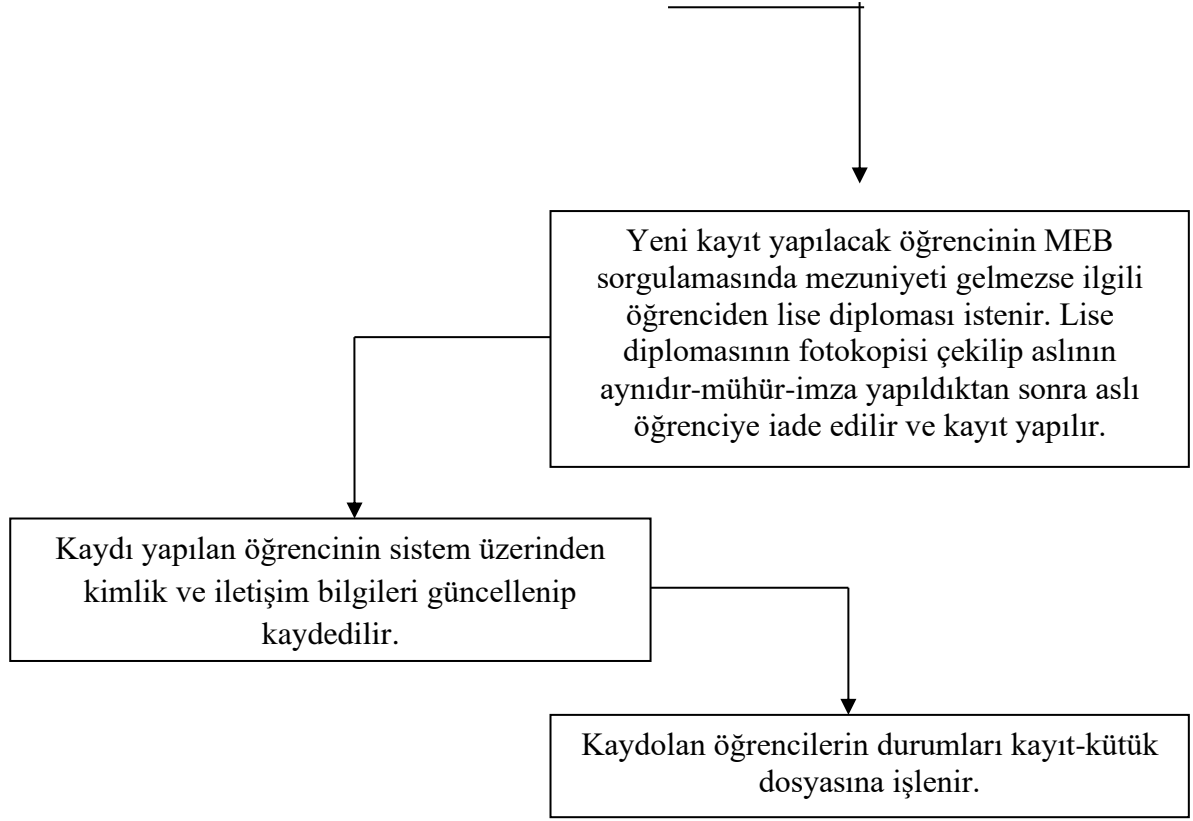 Yeni kayıt yapılacak öğrencinin MEB
sorgulamasında mezuniyeti gelmezse ilgili
öğrenciden lise diploması istenir. Lise
diplomasının fotokopisi çekilip aslının
aynıdır-mühür-imza yapıldıktan sonra aslı
öğrenciye iade edilir ve kayıt yapılır.
Kaydı yapılan öğrencinin sistem üzerinden
kimlik ve iletişim bilgileri güncellenip
kaydedilir.
Kaydolan öğrencilerin durumları kayıt-kütük
dosyasına işlenir.